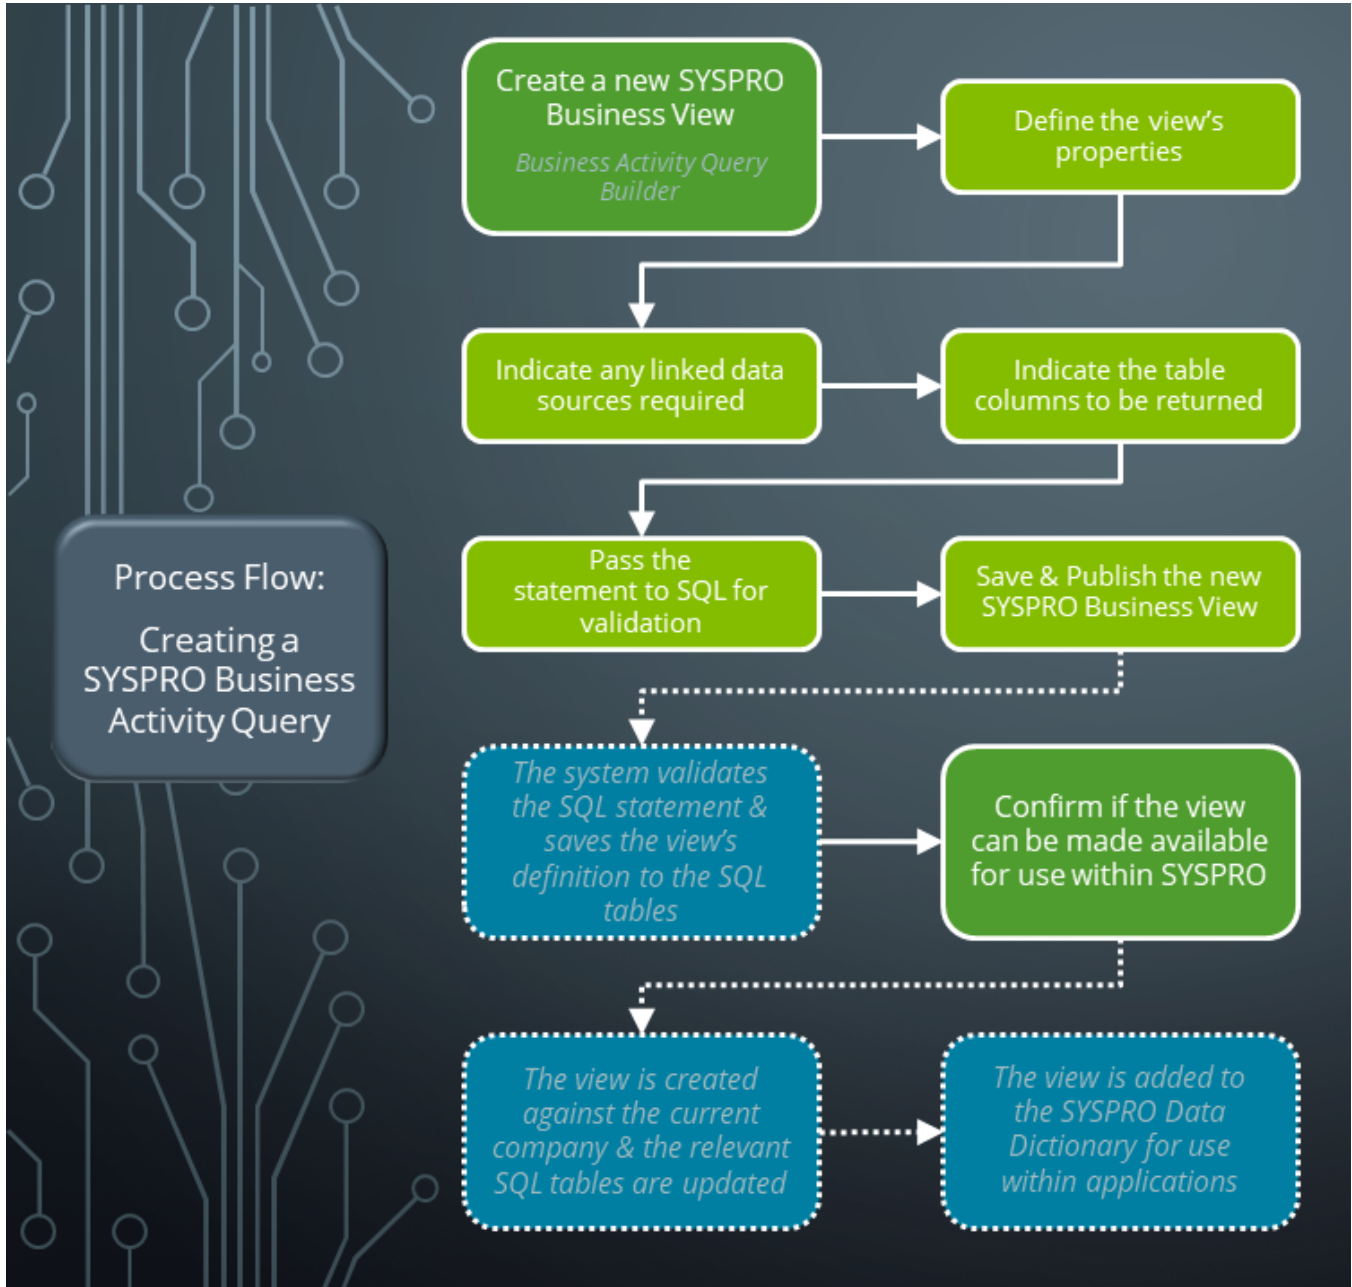 Create a new SYSPRO
Business View
Business Activity Query
Builder
Define the view's
properties
Indicate any linked data
sources required
Indicate the table
columns to be returned
Process Flow:
Creating a
SYSPRO Business
Activity Query
Pass the
statement to SQL for
validation
Save & Publish the new
SYSPRO Business View
The system validates
the SQL statement &
saves the view's
definition to the SQL
tables
Confirm if the view
can be made available
for use within SYSPRO
The view is created
against the current
company & the relevant
SQL tables are updated
The view is added to
the SYSPRO Data
Dictionary for use
within applications